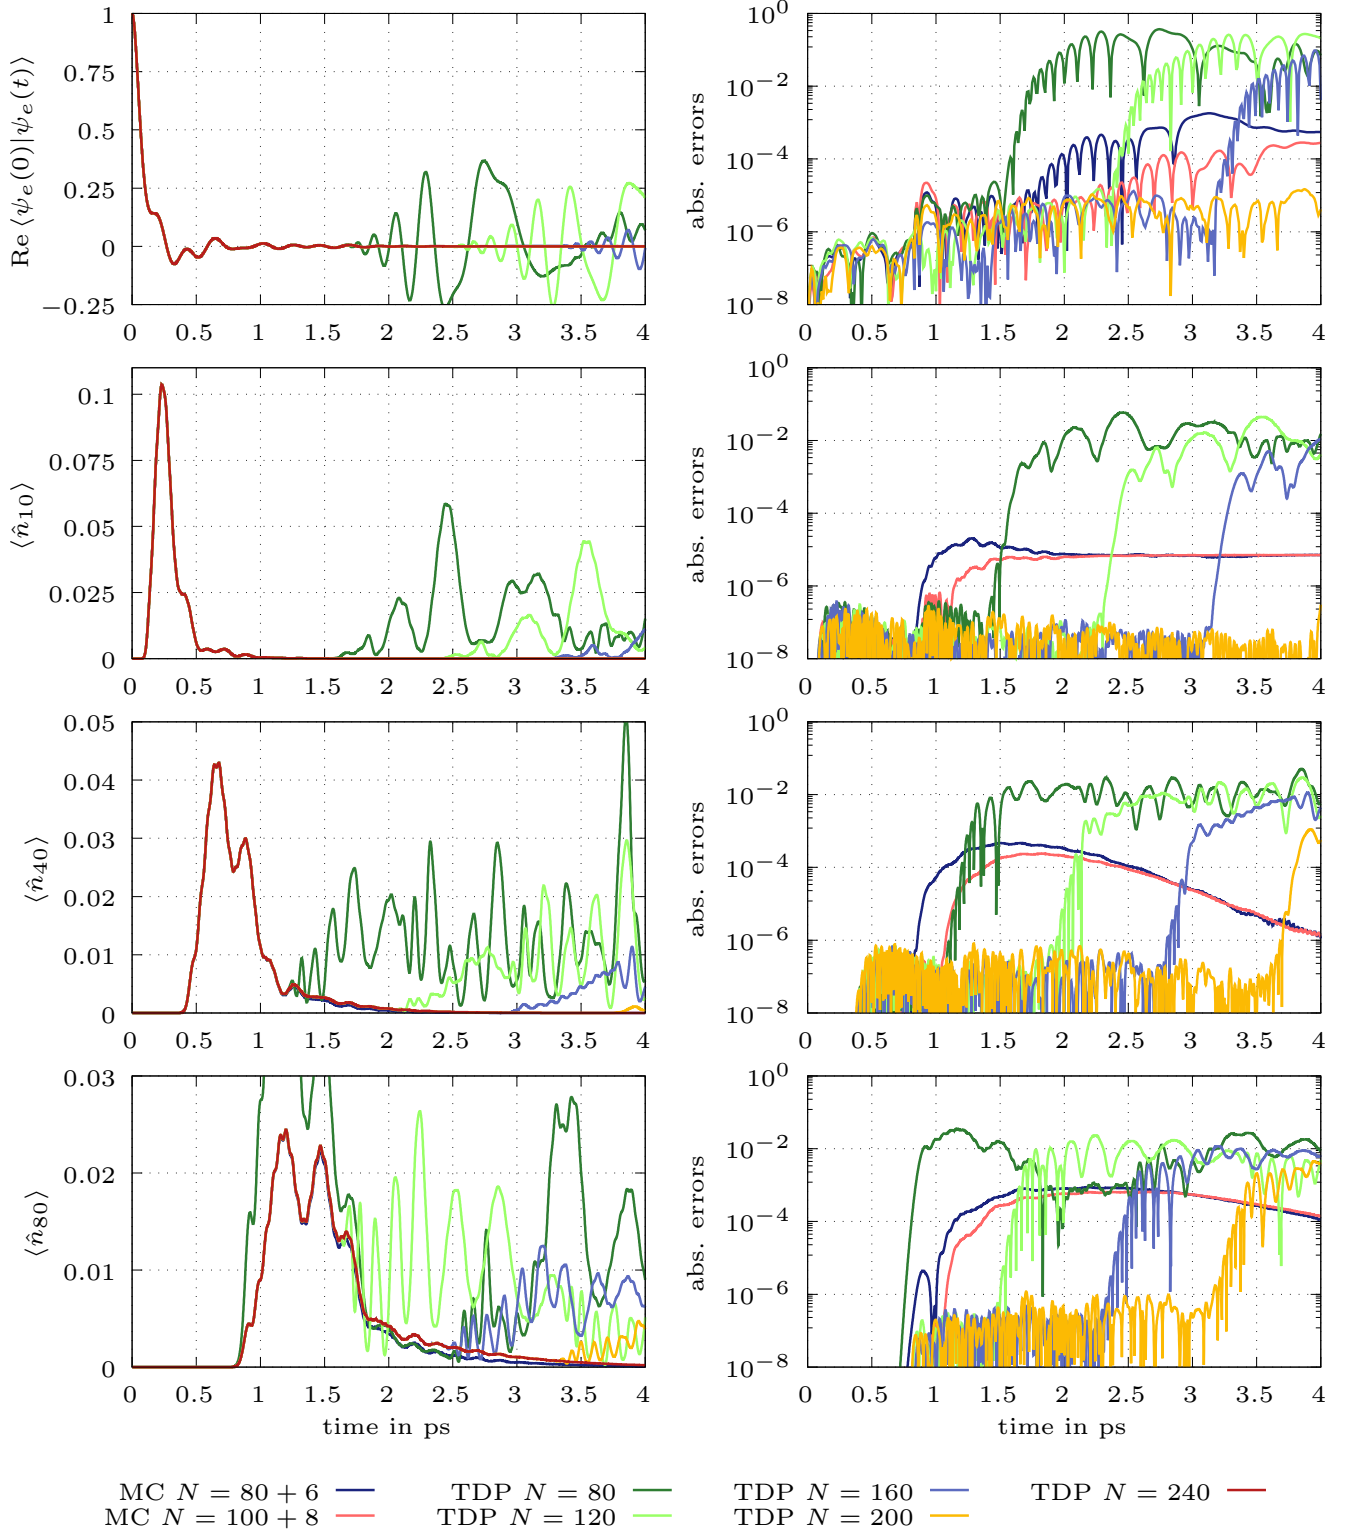 1
0.75
0.5
0.25
0
−0.25
Re ⟨ψ_e(0)|ψ_e(t)⟩
0 0.5 1 1.5 2 2.5 3 3.5 4
10^0
10^−2
10^−4
10^−6
10^−8
abs. errors
0 0.5 1 1.5 2 2.5 3 3.5 4
0.1
0.075
0.05
0.025
0
⟨n̂_10⟩
0 0.5 1 1.5 2 2.5 3 3.5 4
10^0
10^−2
10^−4
10^−6
10^−8
abs. errors
0 0.5 1 1.5 2 2.5 3 3.5 4
0.05
0.04
0.03
0.02
0.01
0
⟨n̂_40⟩
0 0.5 1 1.5 2 2.5 3 3.5 4
10^0
10^−2
10^−4
10^−6
10^−8
abs. errors
0 0.5 1 1.5 2 2.5 3 3.5 4
0.03
0.02
0.01
0
⟨n̂_80⟩
0 0.5 1 1.5 2 2.5 3 3.5 4
time in ps
10^0
10^−2
10^−4
10^−6
10^−8
abs. errors
0 0.5 1 1.5 2 2.5 3 3.5 4
time in ps
MC N = 80 + 6 TDP N = 80 TDP N = 160 TDP N = 240
MC N = 100 + 8 TDP N = 120 TDP N = 200